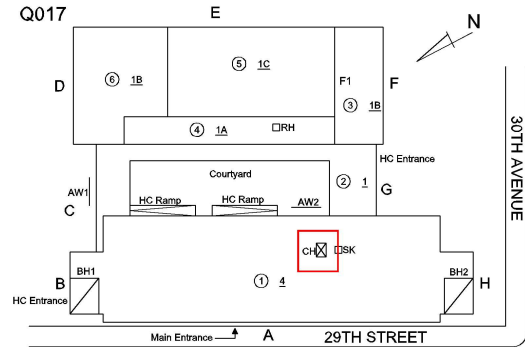 Q017
E
N
D
⑥ 1B
⑤ 1C
F1
F
③ 1B
④ 1A
RH
HC Entrance
30TH AVENUE
Courtyard
AW1
HC Ramp
HC Ramp
AW2
② 1
G
C
CH
SK
B
BH1
① 4
BH2
H
HC Entrance
Main Entrance
A
29TH STREET